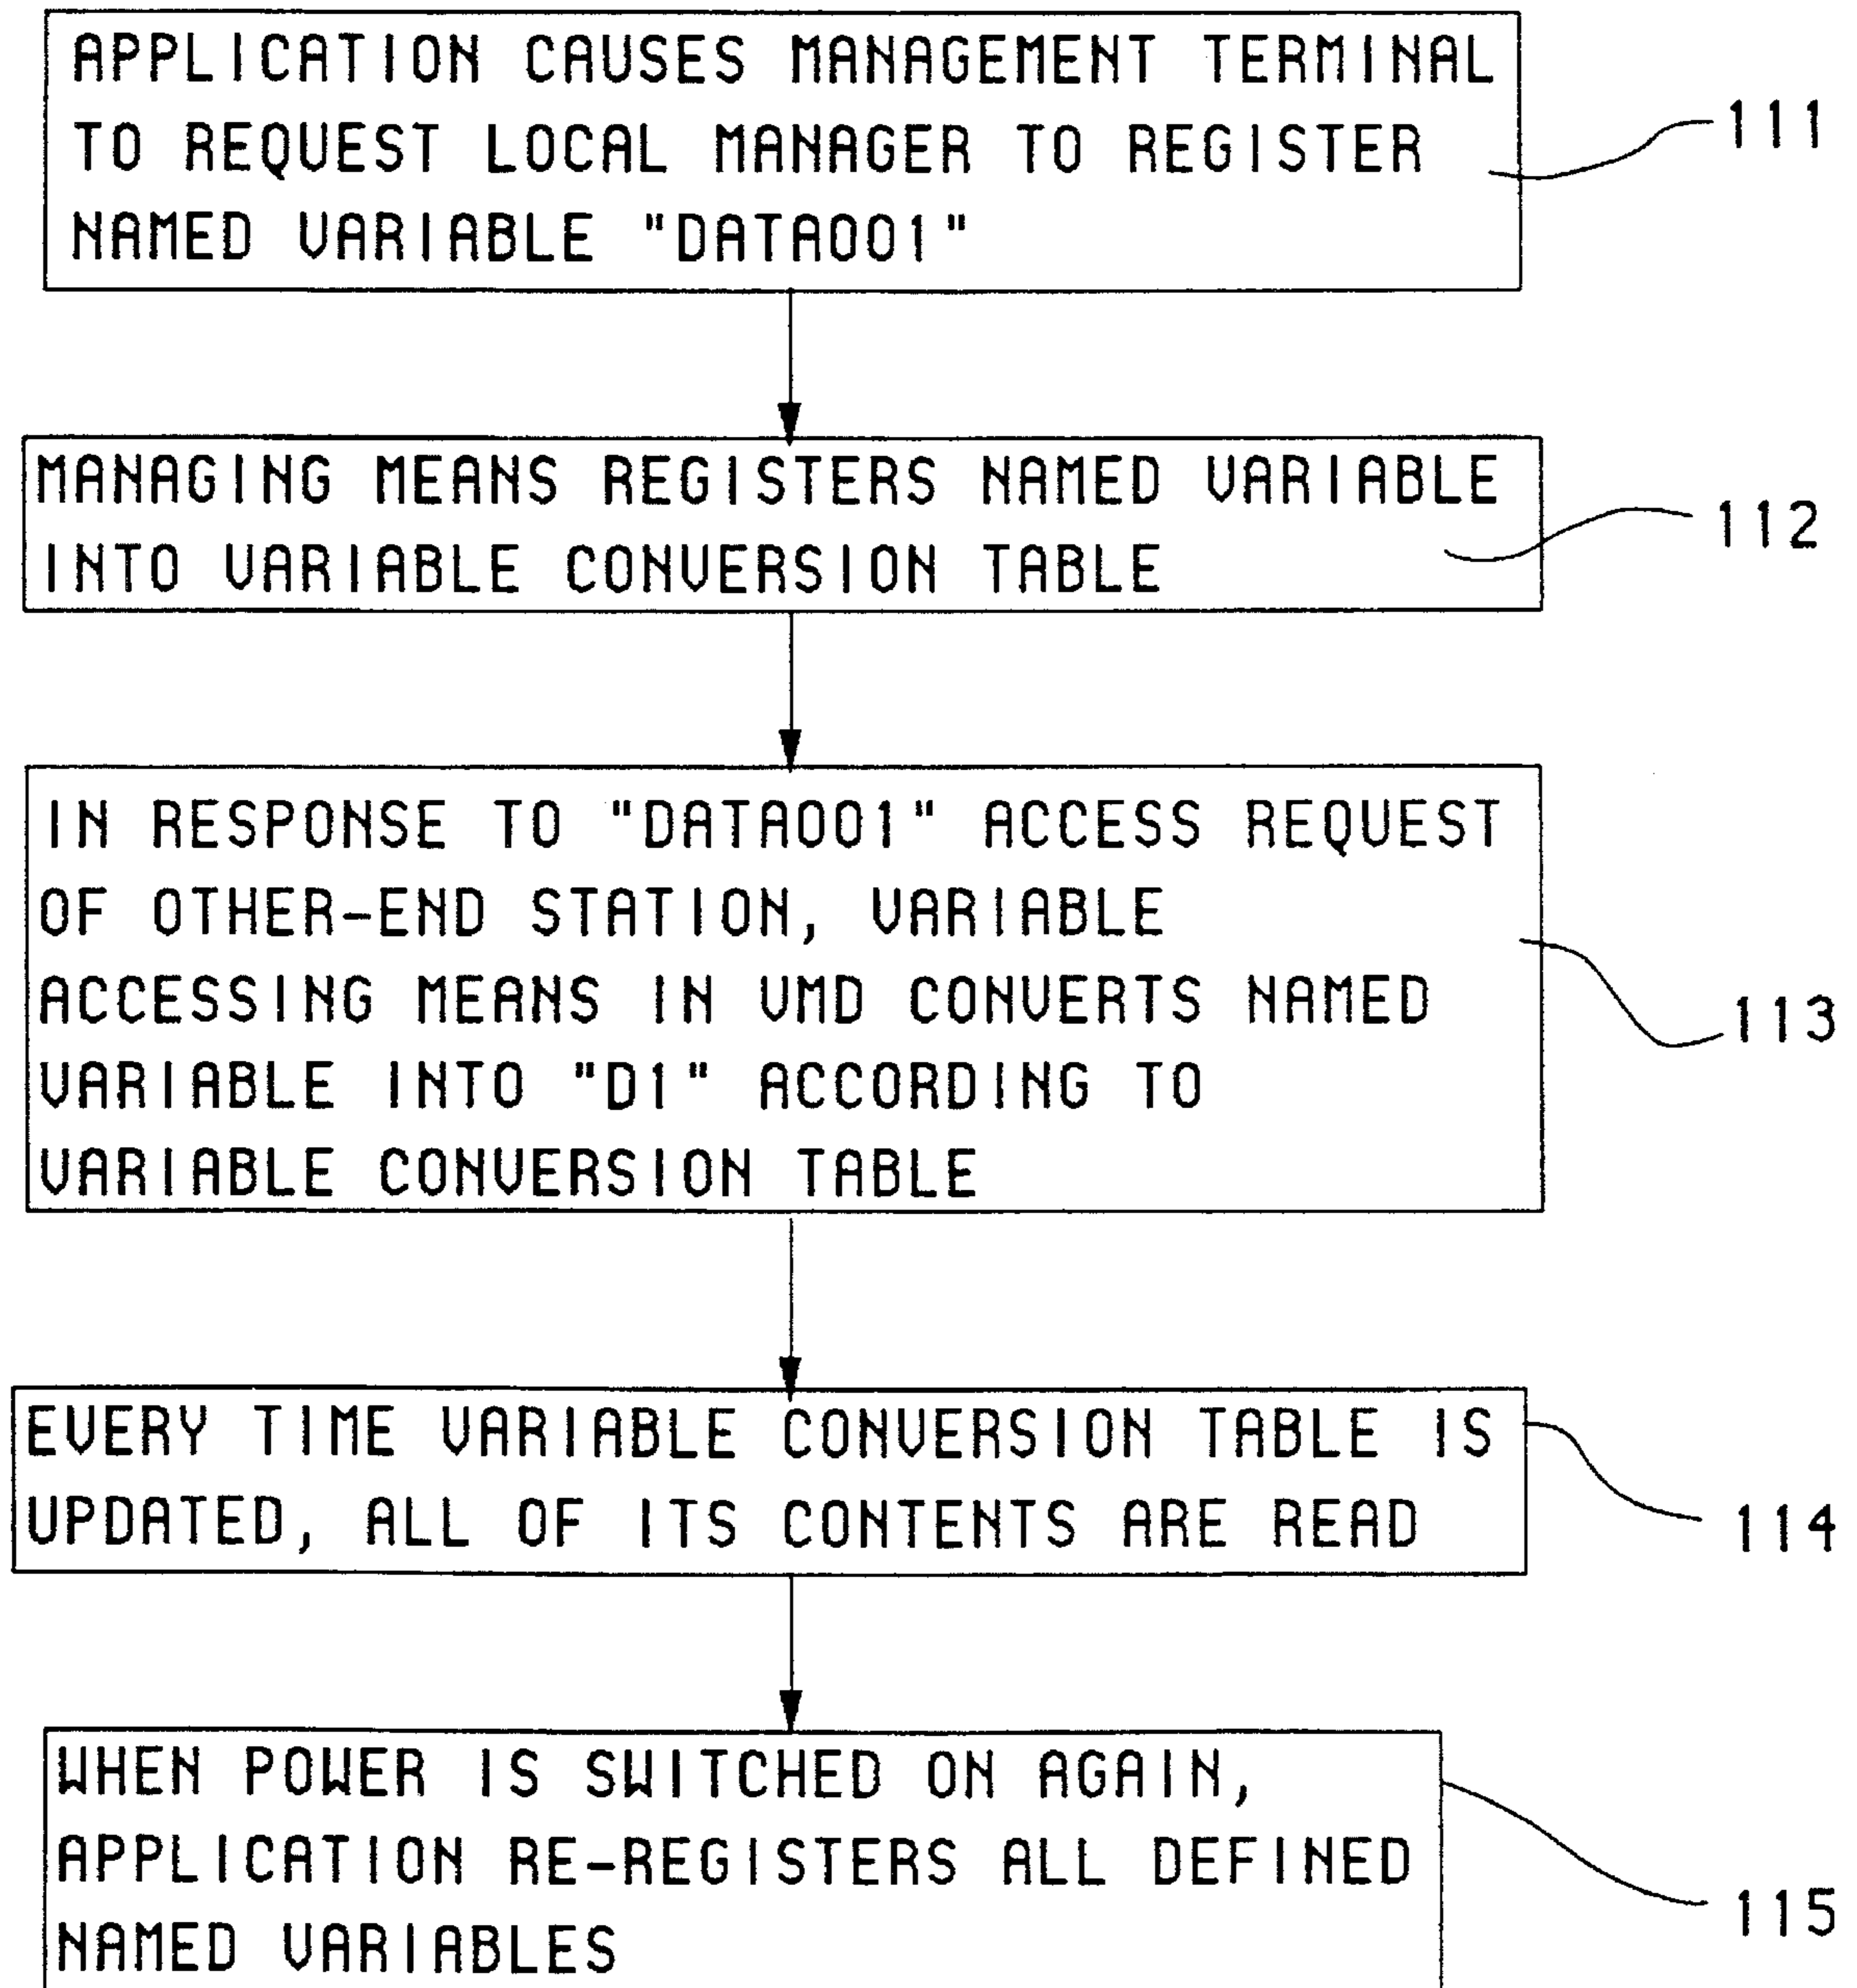 APPLICATION CAUSES MANAGEMENT TERMINAL
TO REQUEST LOCAL MANAGER TO REGISTER
NAMED VARIABLE "DATA001"
111
MANAGING MEANS REGISTERS NAMED VARIABLE
INTO VARIABLE CONVERSION TABLE
112
IN RESPONSE TO "DATA001" ACCESS REQUEST
OF OTHER-END STATION, VARIABLE
ACCESSING MEANS IN VMD CONVERTS NAMED
VARIABLE INTO "D1" ACCORDING TO
VARIABLE CONVERSION TABLE
113
EVERY TIME VARIABLE CONVERSION TABLE IS
UPDATED, ALL OF ITS CONTENTS ARE READ
114
WHEN POWER IS SWITCHED ON AGAIN,
APPLICATION RE-REGISTERS ALL DEFINED
NAMED VARIABLES
115